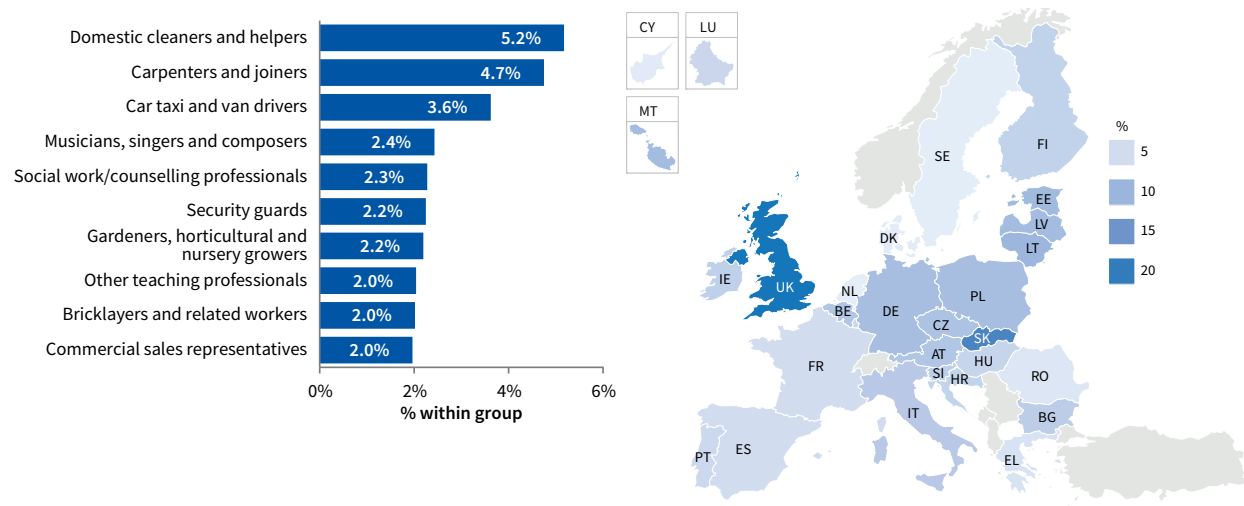 Domestic cleaners and helpers
5.2%
Carpenters and joiners
4.7%
Car taxi and van drivers
3.6%
Musicians, singers and composers
2.4%
Social work/counselling professionals
2.3%
Security guards
2.2%
Gardeners, horticultural and
nursery growers
2.2%
Other teaching professionals
2.0%
Bricklayers and related workers
2.0%
Commercial sales representatives
2.0%
0%
2%
4%
6%
% within group
CY
LU
MT
SE
FI
EE
LV
LT
DK
IE
UK
NL
BE
DE
PL
CZ
SK
AT
HU
SI
HR
RO
FR
IT
BG
PT
ES
EL
%
5
10
15
20